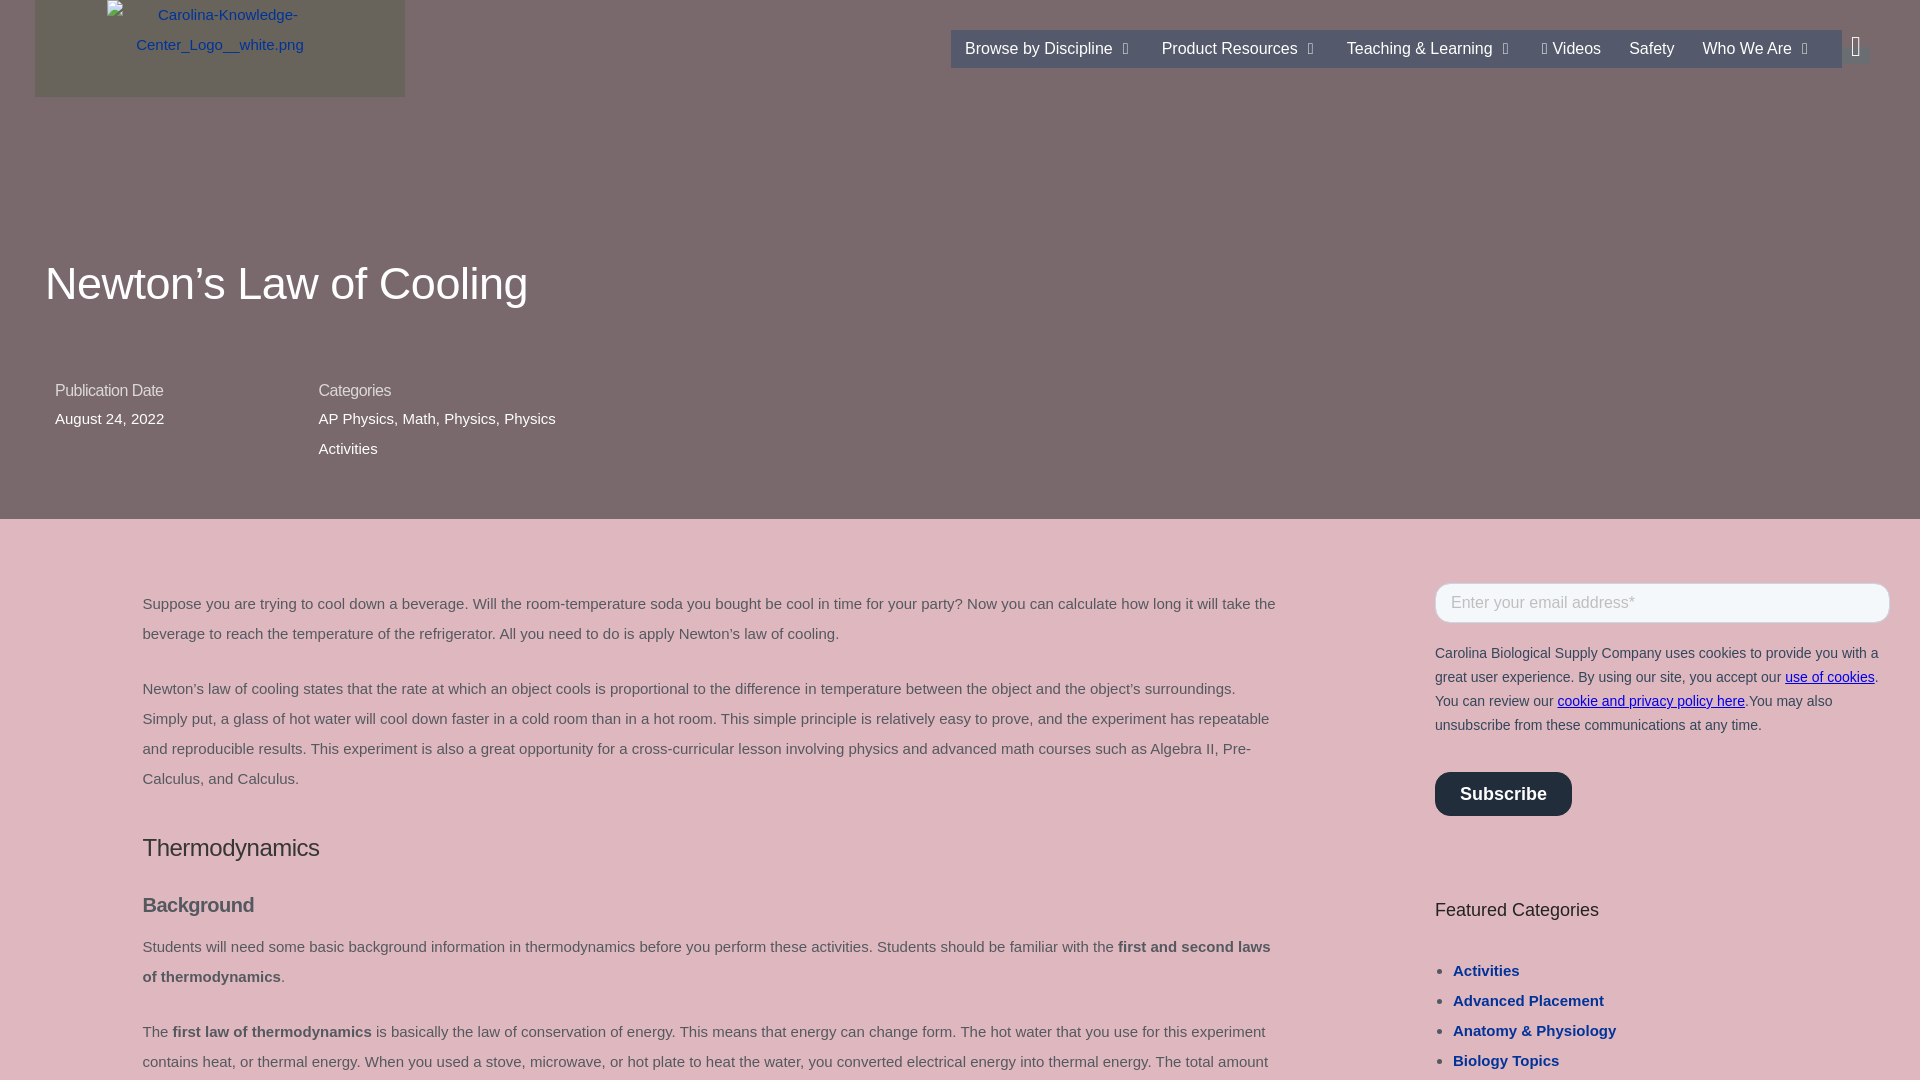 Carolina-Knowledge-
Center_Logo__white.png
Browse by Discipline Product Resources Teaching & Learning Videos Safety Who We Are
Newton’s Law of Cooling
Publication Date
August 24, 2022
Categories
AP Physics, Math, Physics, Physics
Activities
Suppose you are trying to cool down a beverage. Will the room-temperature soda you bought be cool in time for your party? Now you can calculate how long it will take the
beverage to reach the temperature of the refrigerator. All you need to do is apply Newton’s law of cooling.
Newton’s law of cooling states that the rate at which an object cools is proportional to the difference in temperature between the object and the object’s surroundings.
Simply put, a glass of hot water will cool down faster in a cold room than in a hot room. This simple principle is relatively easy to prove, and the experiment has repeatable
and reproducible results. This experiment is also a great opportunity for a cross-curricular lesson involving physics and advanced math courses such as Algebra II, Pre-
Calculus, and Calculus.
Thermodynamics
Background
Students will need some basic background information in thermodynamics before you perform these activities. Students should be familiar with the first and second laws
of thermodynamics.
The first law of thermodynamics is basically the law of conservation of energy. This means that energy can change form. The hot water that you use for this experiment
contains heat, or thermal energy. When you used a stove, microwave, or hot plate to heat the water, you converted electrical energy into thermal energy. The total amount
Enter your email address*
Carolina Biological Supply Company uses cookies to provide you with a
great user experience. By using our site, you accept our use of cookies.
You can review our cookie and privacy policy here.You may also
unsubscribe from these communications at any time.
Subscribe
Featured Categories
Activities
Advanced Placement
Anatomy & Physiology
Biology Topics